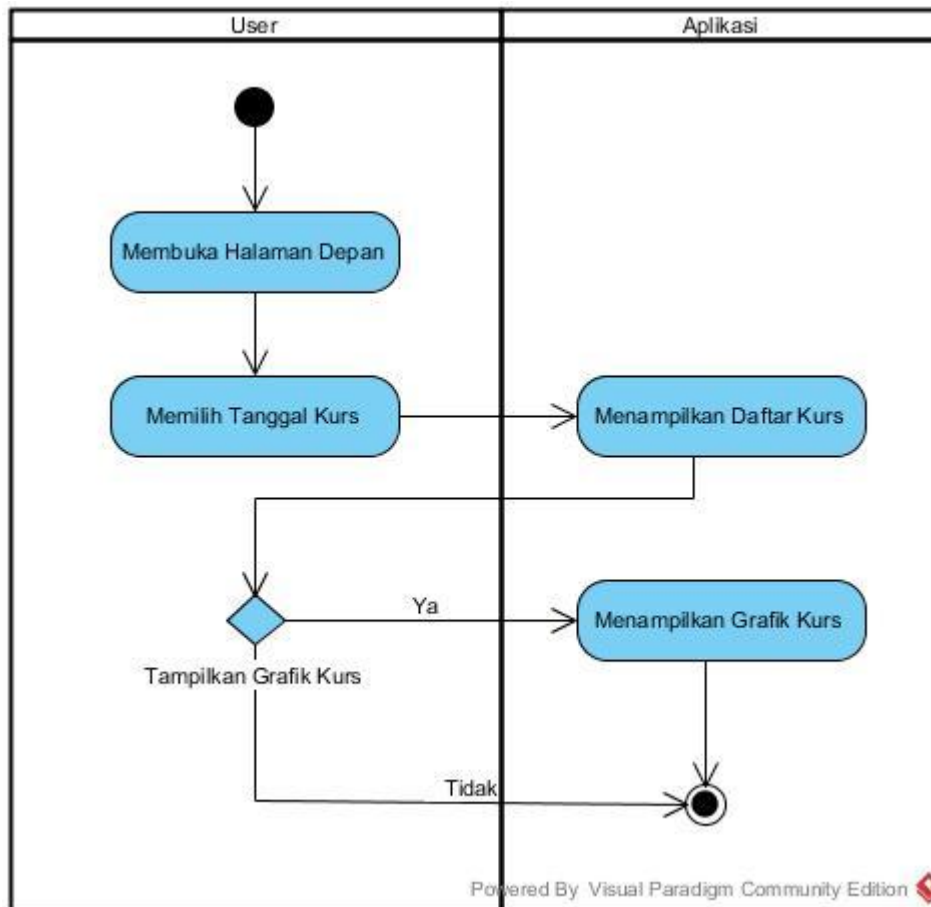 User
Aplikasi
Membuka Halaman Depan
Memilih Tanggal Kurs
Menampilkan Daftar Kurs
Ya
Menampilkan Grafik Kurs
Tampilkan Grafik Kurs
Tidak
Powered By Visual Paradigm Community Edition